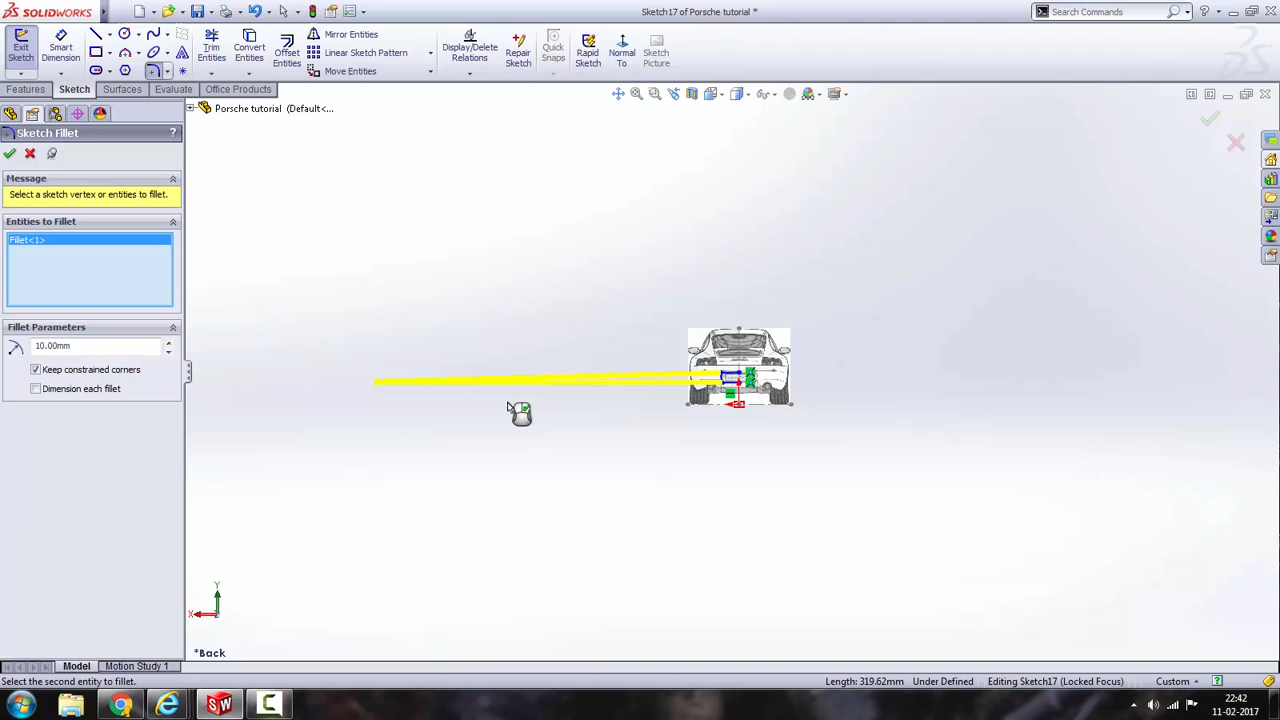 SOLIDWORKS
Sketch17 of Porsche tutorial *
Search Commands
Exit Sketch
Smart Dimension
Trim Entities
Convert Entities
Offset Entities
Mirror Entities
Linear Sketch Pattern
Move Entities
Display/Delete Relations
Repair Sketch
Quick Snaps
Rapid Sketch
Normal To
Sketch Picture
Features
Sketch
Surfaces
Evaluate
Office Products
Porsche tutorial (Default<...
Sketch Fillet
?
Message
Select a sketch vertex or entities to fillet.
Entities to Fillet
Fillet<1>
Fillet Parameters
10.00mm
Keep constrained corners
Dimension each fillet
Y
X
*Back
Model
Motion Study 1
Select the second entity to fillet.
Length: 319.62mm
Under Defined
Editing Sketch17 (Locked Focus)
Custom
?
SW
C
22:42
11-02-2017